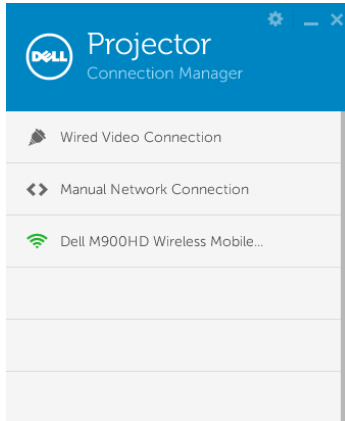 DELL
Projector
Connection Manager
Wired Video Connection
Manual Network Connection
Dell M900HD Wireless Mobile...